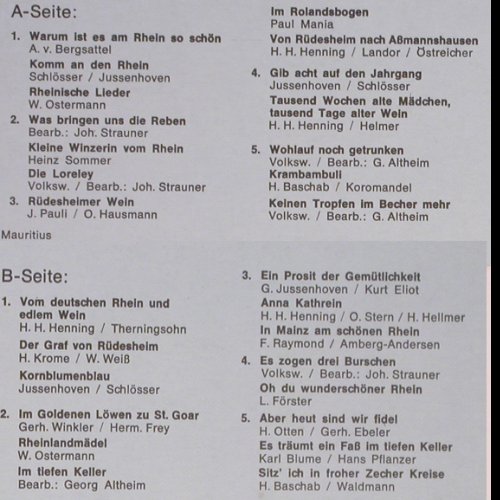 A-Seite:
1. Warum ist es am Rhein so schön
A. v. Bergsattel
Komm an den Rhein
Schlösser / Jussenhoven
Rheinische Lieder
W. Ostermann
2. Was bringen uns die Reben
Bearb.: Joh. Strauner
Kleine Winzerin vom Rhein
Heinz Sommer
Die Loreley
Volksw. / Bearb.: Joh. Strauner
3. Rüdesheimer Wein
J. Pauli / O. Hausmann
Mauritius
Im Rolandsbogen
Paul Mania
Von Rüdesheim nach Aßmannshausen
H. H. Henning / Landor / Östreicher
4. Gib acht auf den Jahrgang
Jussenhoven / Schlösser
Tausend Wochen alte Mädchen,
tausend Tage alter Wein
H. H. Henning / Helmer
5. Wohlauf noch getrunken
Volksw. / Bearb.: G. Altheim
Krambambuli
H. Baschab / Koromandel
Keinen Tropfen im Becher mehr
Volksw. / Bearb.: G. Altheim
B-Seite:
1. Vom deutschen Rhein und
edlem Wein
H. H. Henning / Therningsohn
Der Graf von Rüdesheim
H. Krome / W. Weiß
Kornblumenblau
Jussenhoven / Schlösser
2. Im Goldenen Löwen zu St. Goar
Gerh. Winkler / Herm. Frey
Rheinlandmädel
W. Ostermann
Im tiefen Keller
Bearb.: Georg Altheim
3. Ein Prosit der Gemütlichkeit
G. Jussenhoven / Kurt Eliot
Anna Kathrein
H. H. Henning / O. Stern / H. Hellmer
In Mainz am schönen Rhein
F. Raymond / Amberg-Andersen
4. Es zogen drei Burschen
Volksw. / Bearb.: Joh. Strauner
Oh du wunderschöner Rhein
L. Förster
5. Aber heut sind wir fidel
H. Otten / Gerh. Ebeler
Es träumt ein Faß im tiefen Keller
Karl Blume / Hans Pflanzer
Sitz' ich in froher Zecher Kreise
H. Baschab / Waldmann